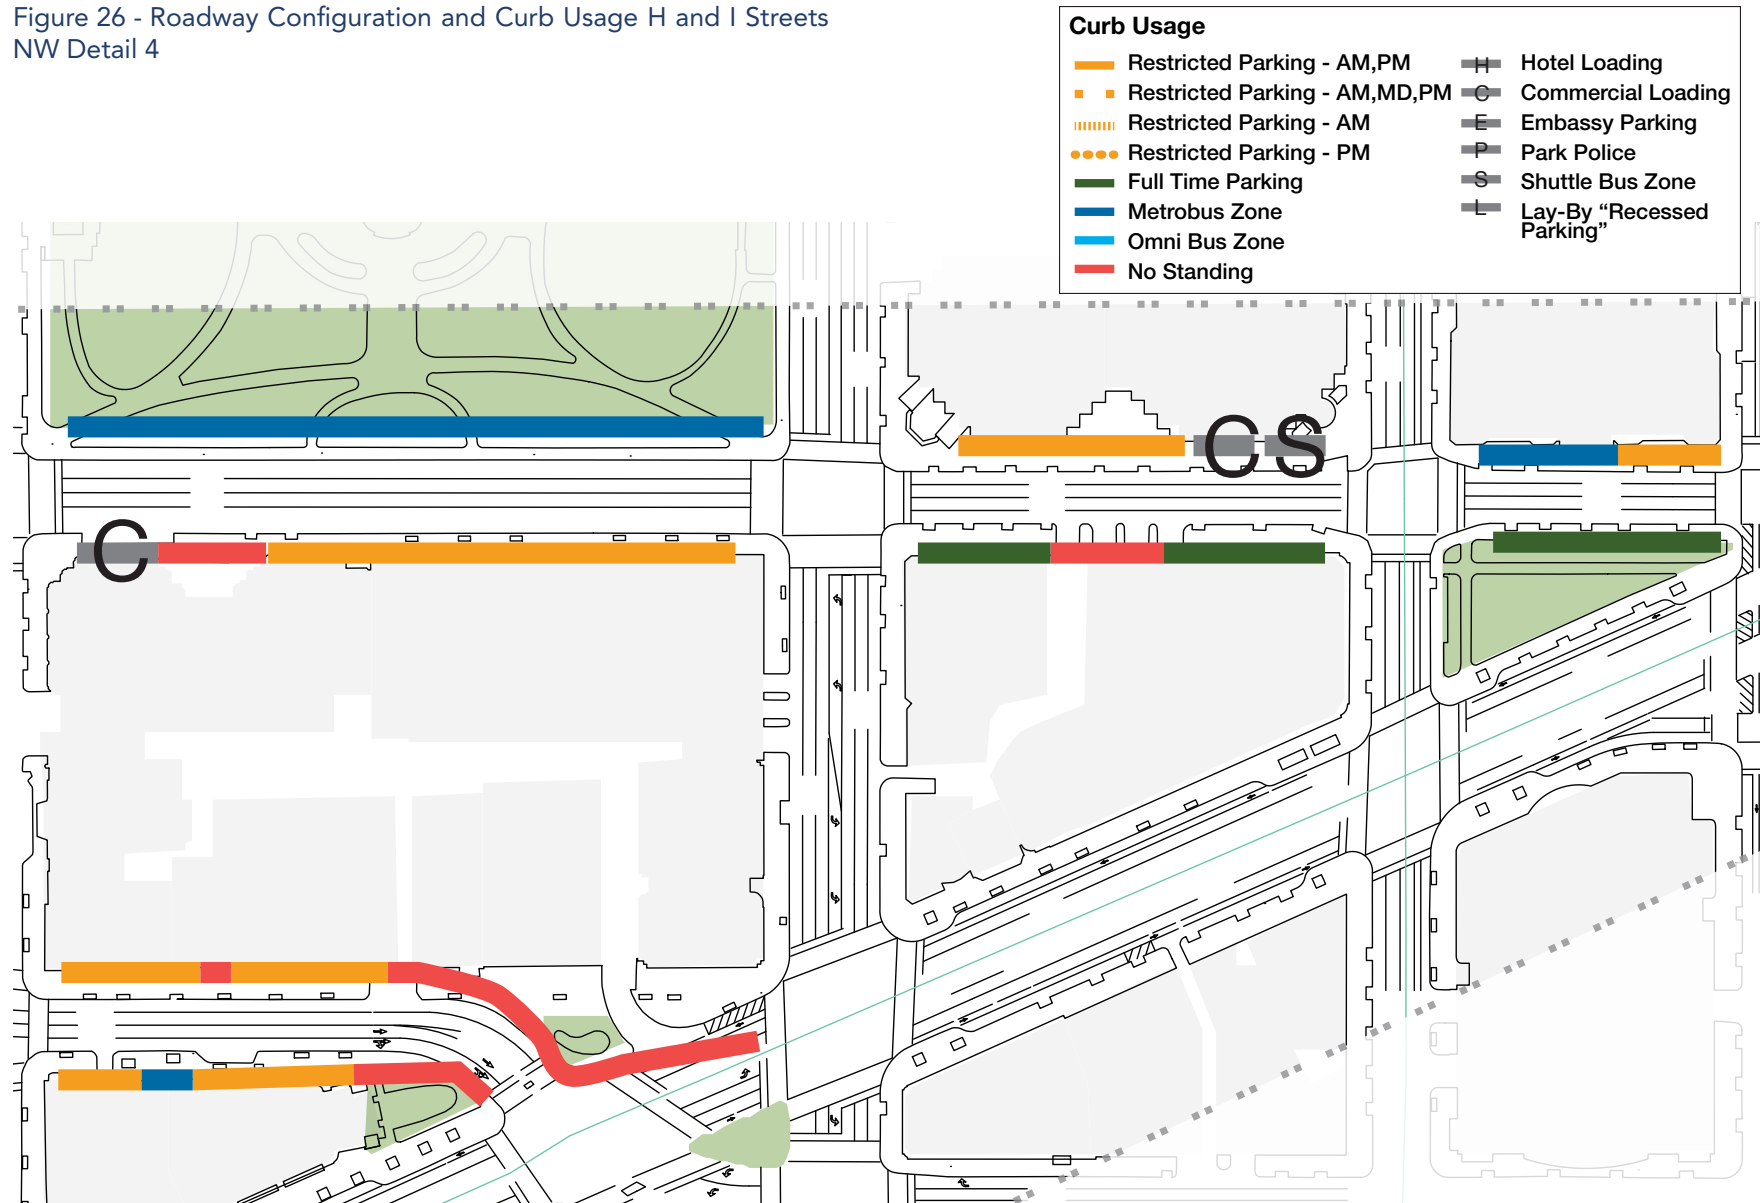 Figure 26 - Roadway Configuration and Curb Usage H and I Streets
NW Detail 4
Curb Usage
Restricted Parking - AM,PM
Restricted Parking - AM,MD,PM
Restricted Parking - AM
Restricted Parking - PM
Full Time Parking
Metrobus Zone
Omni Bus Zone
No Standing
H Hotel Loading
C Commercial Loading
E Embassy Parking
P Park Police
S Shuttle Bus Zone
L Lay-By “Recessed
Parking”
C S
C